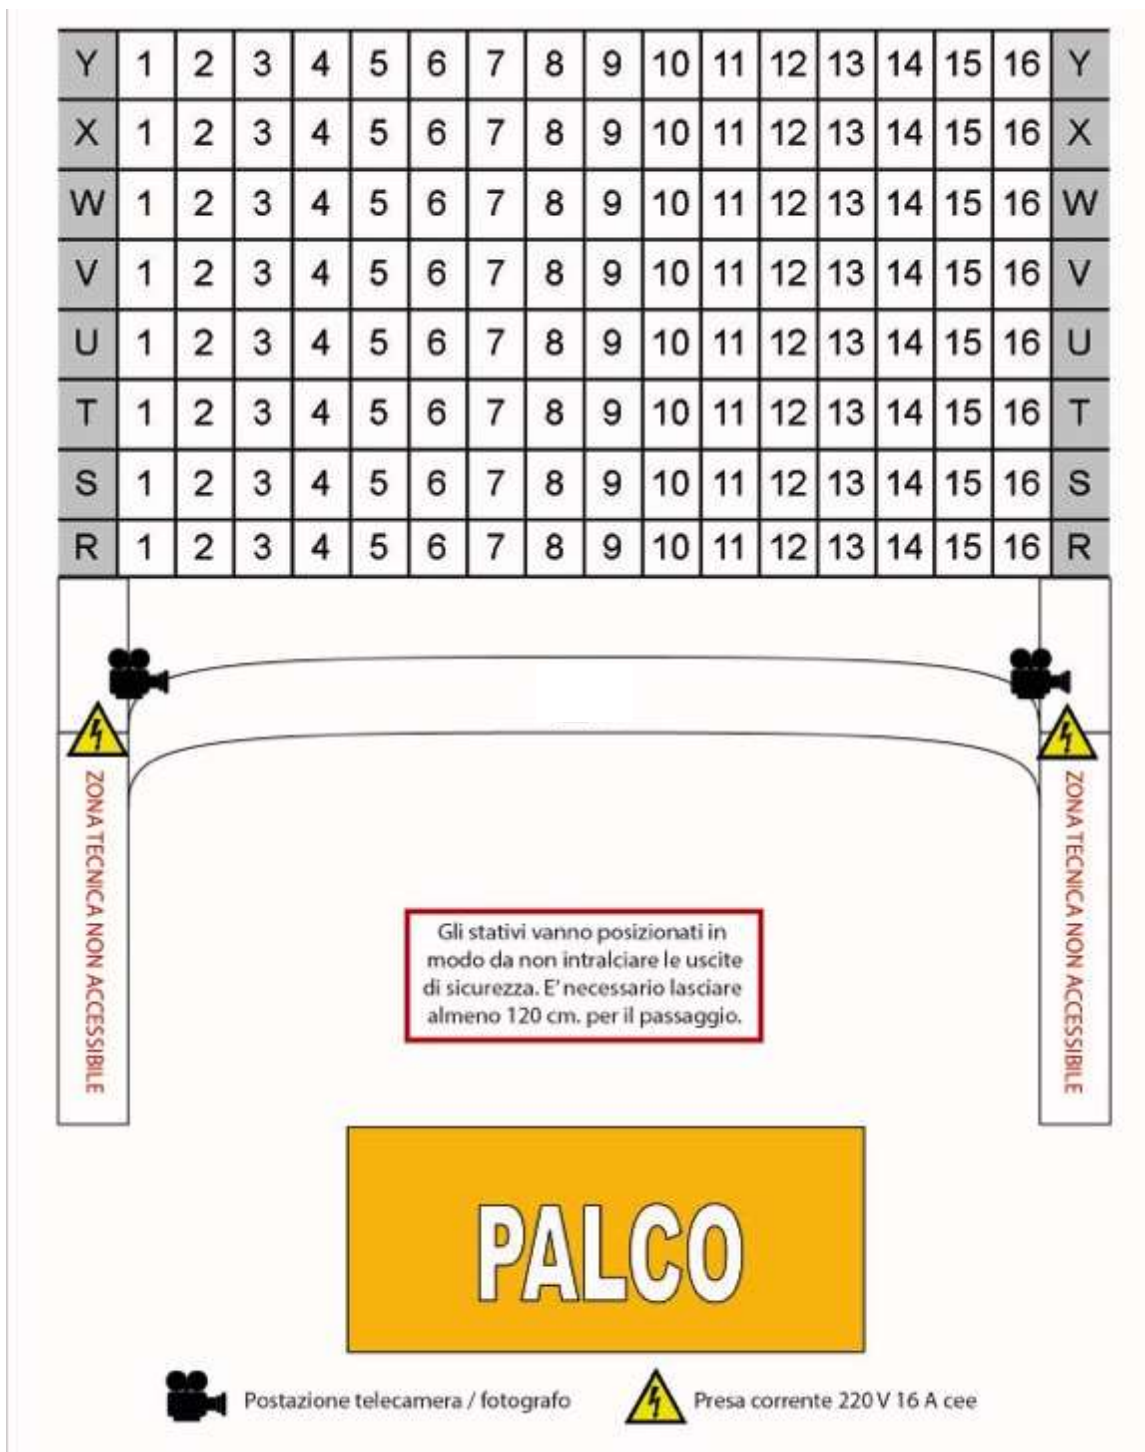 Y 1 2 3 4 5 6 7 8 9 10 11 12 13 14 15 16 Y
X 1 2 3 4 5 6 7 8 9 10 11 12 13 14 15 16 X
W 1 2 3 4 5 6 7 8 9 10 11 12 13 14 15 16 W
V 1 2 3 4 5 6 7 8 9 10 11 12 13 14 15 16 V
U 1 2 3 4 5 6 7 8 9 10 11 12 13 14 15 16 U
T 1 2 3 4 5 6 7 8 9 10 11 12 13 14 15 16 T
S 1 2 3 4 5 6 7 8 9 10 11 12 13 14 15 16 S
R 1 2 3 4 5 6 7 8 9 10 11 12 13 14 15 16 R
ZONA TECNICA NON ACCESSIBILE
ZONA TECNICA NON ACCESSIBILE
Gli stativi vanno posizionati in
modo da non intralciare le uscite
di sicurezza. E' necessario lasciare
almeno 120 cm. per il passaggio.
PALCO
Postazione telecamera / fotografo
Presa corrente 220 V 16 A cee